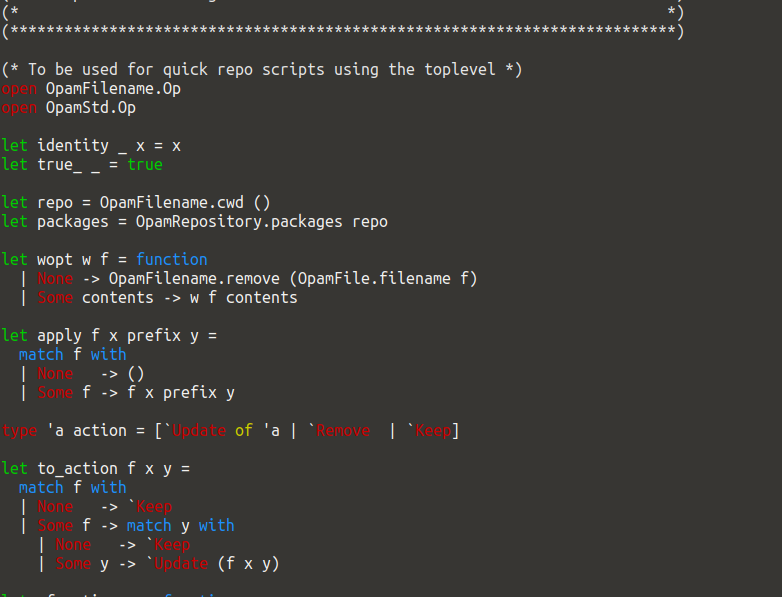 (*                                                                        *)
(**************************************************************************)

(* To be used for quick repo scripts using the toplevel *)
open OpamFilename.Op
open OpamStd.Op

let identity _ x = x
let true_ _ = true

let repo = OpamFilename.cwd ()
let packages = OpamRepository.packages repo

let wopt w f = function
  | None -> OpamFilename.remove (OpamFile.filename f)
  | Some contents -> w f contents

let apply f x prefix y =
  match f with
  | None   -> ()
  | Some f -> f x prefix y

type 'a action = [`Update of 'a | `Remove  | `Keep]

let to_action f x y =
  match f with
  | None   -> `Keep
  | Some f -> match y with
    | None   -> `Keep
    | Some y -> `Update (f x y)